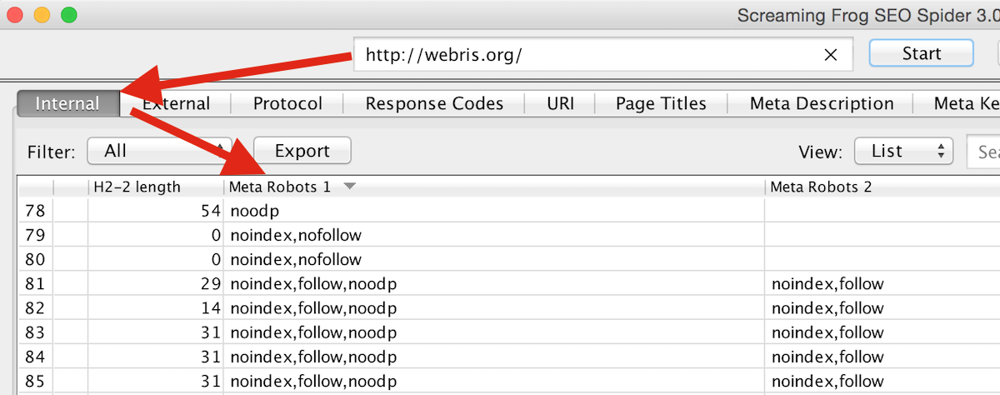 Screaming Frog SEO Spider 3.0
http://webris.org/ × Start
Internal External Protocol Response Codes URI Page Titles Meta Description Meta Ke
Filter: All Export View: List Sea
H2-2 length Meta Robots 1 Meta Robots 2
78 54 noodp
79 0 noindex,nofollow
80 0 noindex,nofollow
81 29 noindex,follow,noodp noindex,follow
82 14 noindex,follow,noodp noindex,follow
83 31 noindex,follow,noodp noindex,follow
84 31 noindex,follow,noodp noindex,follow
85 31 noindex,follow,noodp noindex,follow